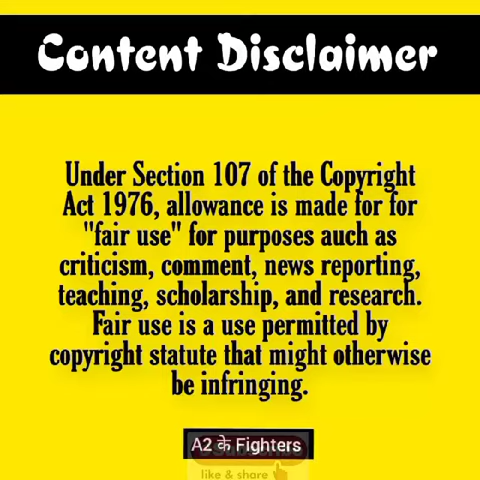 Content Disclaimer
Under Section 107 of the Copyright
Act 1976, allowance is made for for
"fair use" for purposes auch as
criticism, comment, news reporting,
teaching, scholarship, and research.
Fair use is a use permitted by
copyright statute that might otherwise
be infringing.
A2 के Fighters
Subscribe
like & share